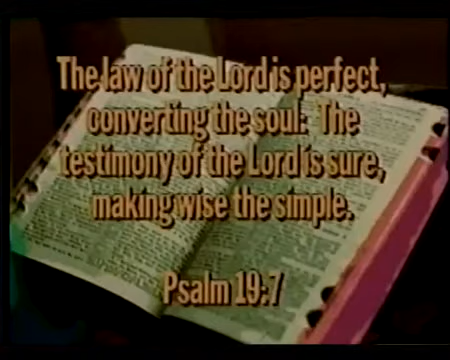 The law of the Lord is perfect,
converting the soul: The
testimony of the Lord is sure,
making wise the simple.
Psalm 19:7